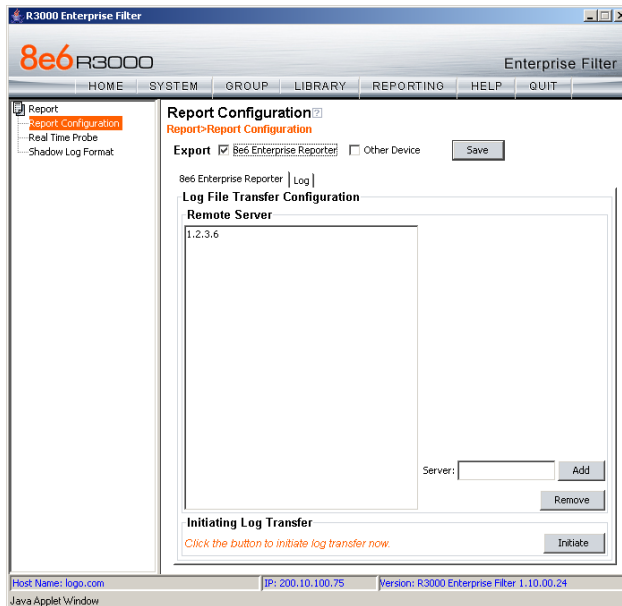 R3000 Enterprise Filter
8e6 R3000
Enterprise Filter
HOME SYSTEM GROUP LIBRARY REPORTING HELP QUIT
Report
Report Configuration
Real Time Probe
Shadow Log Format
Report Configuration
Report>Report Configuration
Export 8e6 Enterprise Reporter Other Device Save
8e6 Enterprise Reporter Log
Log File Transfer Configuration
Remote Server
1.2.3.6
Server: Add
Remove
Initiating Log Transfer
Click the button to initiate log transfer now. Initiate
Host Name: logo.com IP: 200.10.100.75 Version: R3000 Enterprise Filter 1.10.00.24
Java Applet Window